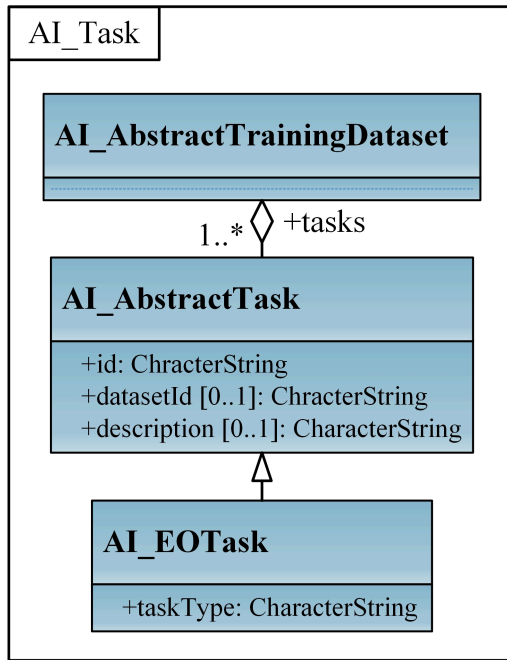 AI_Task
AI_AbstractTrainingDataset
1..* +tasks
AI_AbstractTask
+id: ChracterString
+datasetId [0..1]: ChracterString
+description [0..1]: CharacterString
AI_EOTask
+taskType: CharacterString